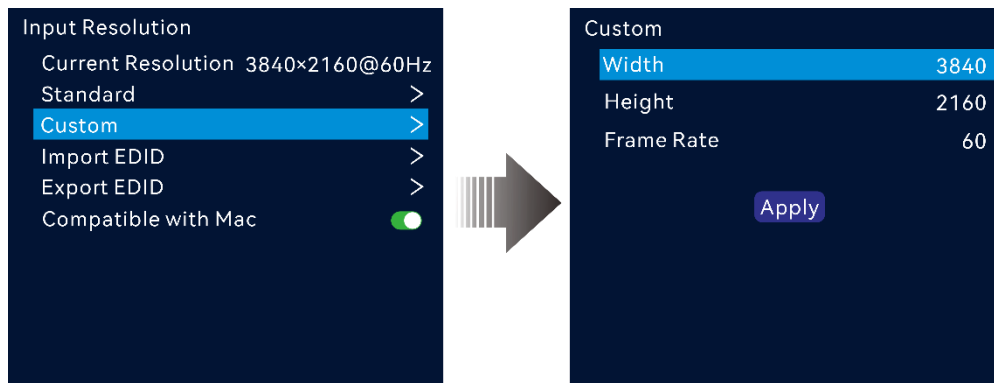 Input Resolution
Current Resolution 3840×2160@60Hz
Standard >
Custom >
Import EDID >
Export EDID >
Compatible with Mac
Custom
Width 3840
Height 2160
Frame Rate 60
Apply